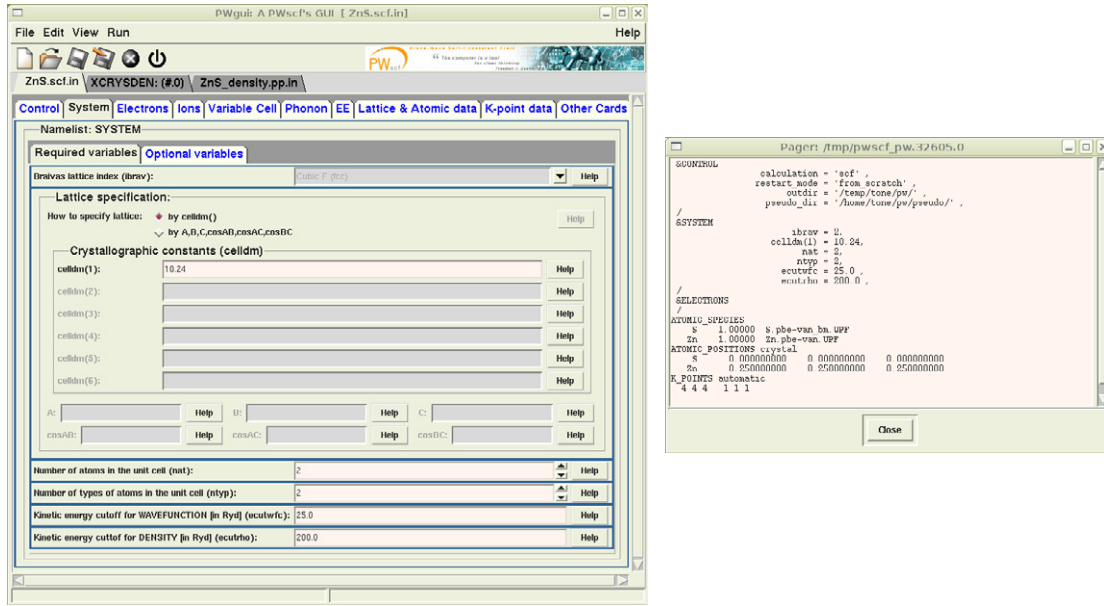 PWgui: A PWscf's GUI [ ZnS.scf.in]
File Edit View Run Help
PWscf
“ The computer is a tool
for clear thinking
ZnS.scf.in XCRYSDEN: (#.0) ZnS_density.pp.in
Control System Electrons Ions Variable Cell Phonon EE Lattice & Atomic data K-point data Other Cards
Namelist: SYSTEM
Required variables Optional variables
Braivas lattice index (ibrav): Cubic F (fcc) Help
Lattice specification:
How to specify lattice: by celldm() Help
by A,B,C,cosAB,cosAC,cosBC
Crystallographic constants (celldm)
celldm(1): 10.24 Help
celldm(2): Help
celldm(3): Help
celldm(4): Help
celldm(5): Help
celldm(6): Help
A: Help B: Help C: Help
cosAB: Help cosAC: Help cosBC: Help
Number of atoms in the unit cell (nat): 2 Help
Number of types of atoms in the unit cell (ntyp): 2 Help
Kinetic energy cutoff for WAVEFUNCTION [in Ryd] (ecutwfc): 25.0 Help
Kinetic energy cuttof for DENSITY [in Ryd] (ecutrho): 200.0 Help
Pager: /tmp/pwscf_pw.32605.0
&CONTROL
calculation = 'scf' ,
restart_mode = 'from_scratch' ,
outdir = '/temp/tone/pw/' ,
pseudo_dir = '/home/tone/pw/pseudo/' ,
/
&SYSTEM
ibrav = 2,
celldm(1) = 10.24,
nat = 2,
ntyp = 2,
ecutwfc = 25.0 ,
ecutrho = 200.0 ,
/
&ELECTRONS
/
ATOMIC_SPECIES
S 1.00000 S.pbe-van_bm.UPF
Zn 1.00000 Zn.pbe-van.UPF
ATOMIC_POSITIONS crystal
S 0.000000000 0.000000000 0.000000000
Zn 0.250000000 0.250000000 0.250000000
K_POINTS automatic
4 4 4 1 1 1
Close